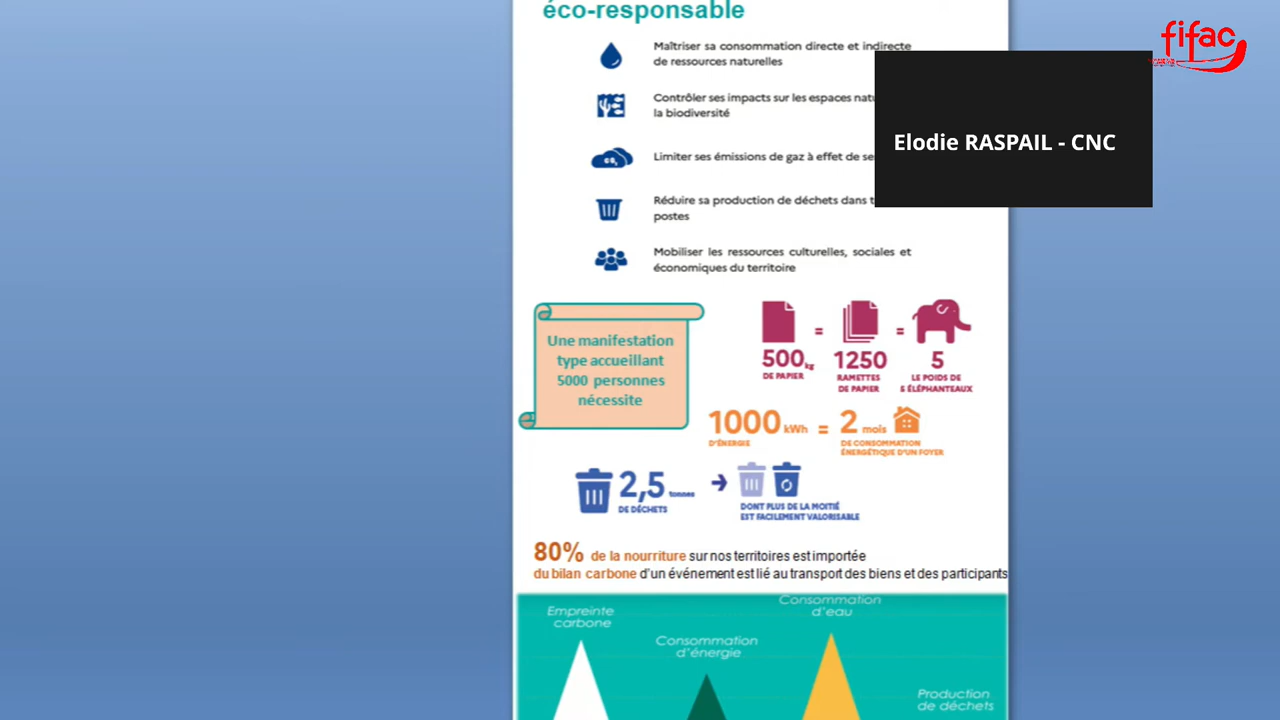 éco-responsable
Maîtriser sa consommation directe et indirecte
de ressources naturelles
Contrôler ses impacts sur les espaces
la biodiversité
Limiter ses émissions de gaz à effet de
Réduire sa production de déchets dans
postes
Mobiliser les ressources culturelles, sociales et
économiques du territoire
fifac
Elodie RASPAIL - CNC
CO₂
Une manifestation
type accueillant
5000 personnes
nécessite
500 kg = 1250 = 5
DE PAPIER
RAMETTES
DE PAPIER
LE POIDS DE
5 ÉLÉPHANTEAUX
1000 kWh = 2 mois
D'ÉNERGIE
DE CONSOMMATION
ÉNERGÉTIQUE D'UN FOYER
2,5 tonnes
DE DÉCHETS
DONT PLUS DE LA MOITIÉ
EST FACILEMENT VALORISABLE
80% de la nourriture sur nos territoires est importée
du bilan carbone d'un événement est lié au transport des biens et des participants
Empreinte
carbone
Consommation
d'énergie
Consommation
d'eau
Production
de déchets